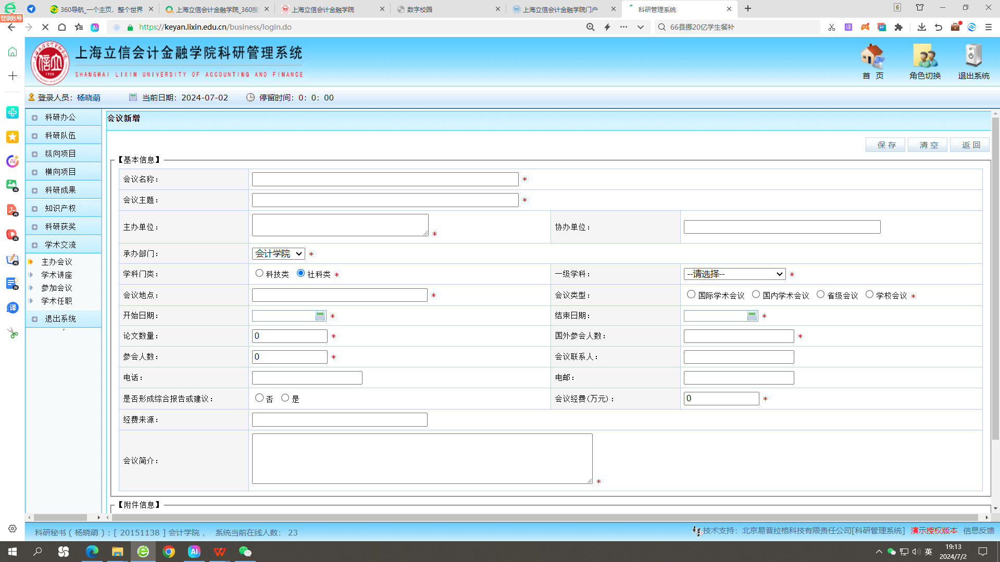 360导航_一个主页，整个世界
上海立信会计金融学院_360搜
上海立信会计金融学院
数字校园
上海立信会计金融学院门户
科研管理系统
6
登录账号
https://keyan.lixin.edu.cn/business/login.do
66县挪20亿学生餐补
上海立信会计金融学院科研管理系统
SHANGHAI LIXIN UNIVERSITY OF ACCOUNTING AND FINANCE
首 页
角色切换
退出系统
登录人员：杨晓萌
当前日期：2024-07-02
停留时间：0：0：00
科研办公
科研队伍
纵向项目
横向项目
科研成果
知识产权
科研获奖
学术交流
主办会议
学术讲座
参加会议
学术任职
退出系统
会议新增
保 存
清 空
返 回
【基本信息】
会议名称： *
会议主题： *
主办单位： *
协办单位：
承办部门： 会计学院 *
学科门类： 科技类 社科类 *
一级学科： --请选择-- *
会议地点： *
会议类型： 国际学术会议 国内学术会议 省级会议 学校会议 *
开始日期： *
结束日期： *
论文数量： 0 *
国外参会人数： *
参会人数： 0 *
会议联系人：
电话：
电邮：
是否形成综合报告或建议： 否 是
会议经费(万元)： 0 *
经费来源：
会议简介： *
【附件信息】
科研秘书 ( 杨晓萌 ) : [ 20151138 ] 会计学院 ， 系统当前在线人数： 23
技术支持：北京易普拉格科技有限责任公司[科研管理系统] 演示授权版本 信息反馈
英
19:13
2024/7/2